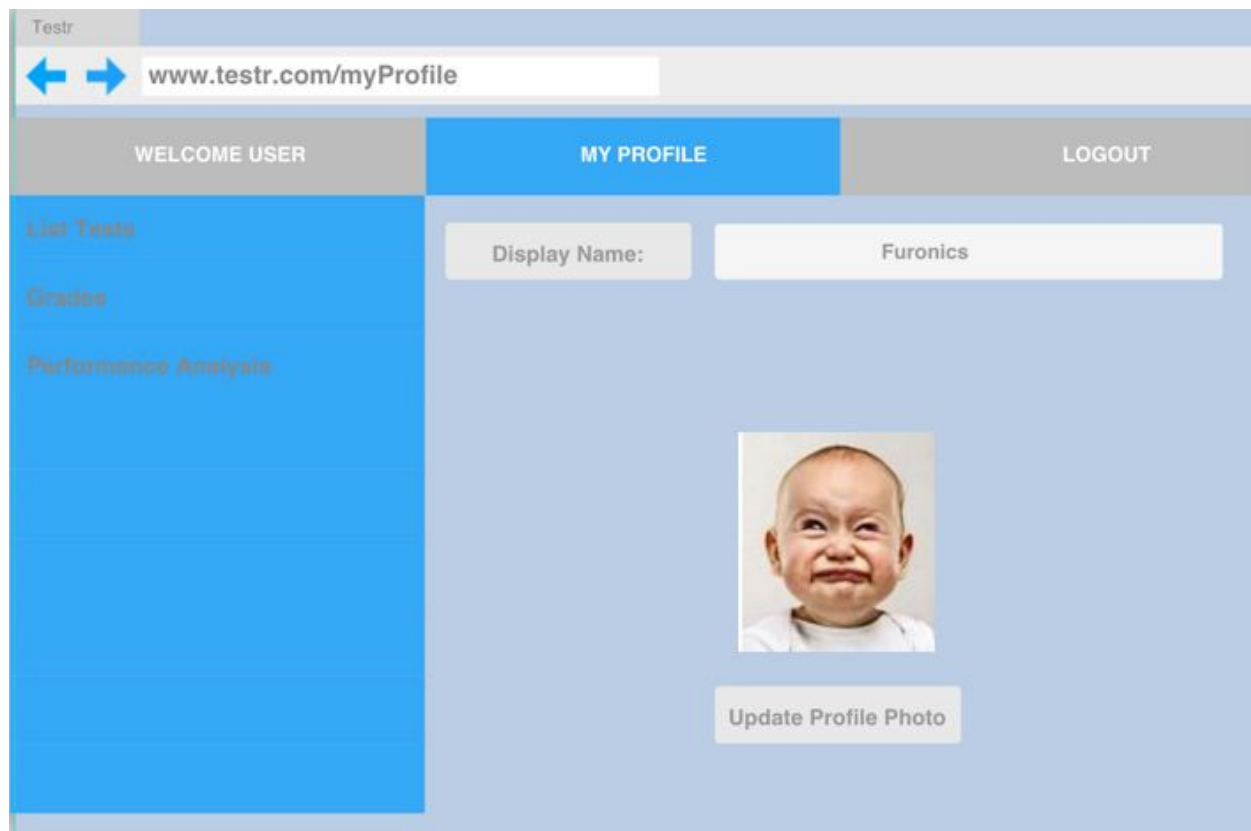 Testr
www.testr.com/myProfile
WELCOME USER
MY PROFILE
LOGOUT
List Tests
Grades
Performance Analysis
Display Name:
Furonics
Update Profile Photo